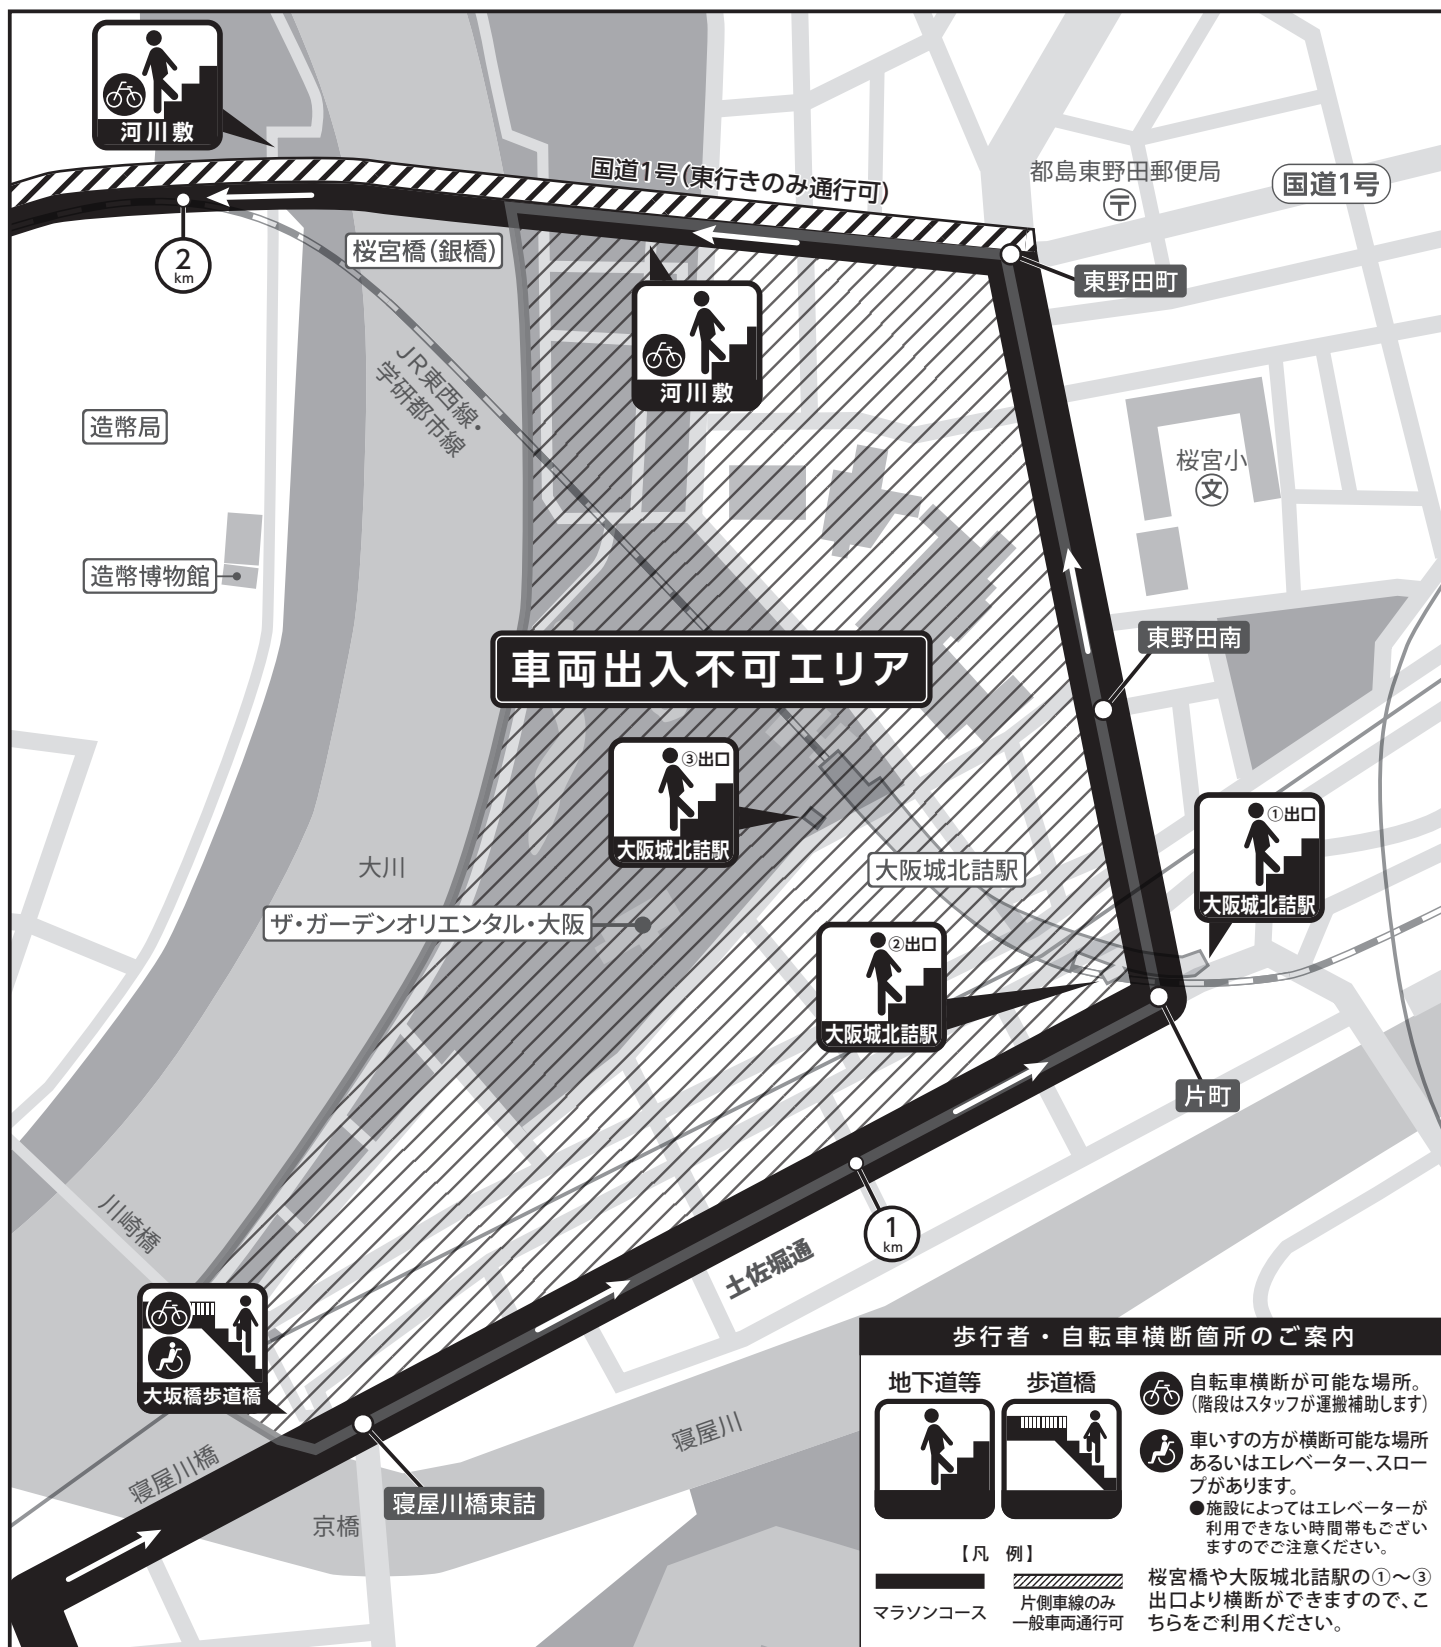 河川敷
国道1号(東行きのみ通行可)
都島東野田郵便局
〒
国道1号
2
km
桜宮橋(銀橋)
東野田町
河川敷
JR東西線・
学研都市線
造幣局
桜宮小
文
造幣博物館
東野田南
車両出入不可エリア
③出口
大阪城北詰駅
①出口
大阪城北詰駅
大川
大阪城北詰駅
ザ・ガーデンオリエンタル・大阪
②出口
大阪城北詰駅
片町
川崎橋
1
km
土佐堀通
大坂橋歩道橋
寝屋川橋
寝屋川橋東詰
寝屋川
京橋
歩行者・自転車横断箇所のご案内
地下道等
歩道橋
自転車横断が可能な場所。
(階段はスタッフが運搬補助します)
車いすの方が横断可能な場所
あるいはエレベーター、スロー
プがあります。
●施設によってはエレベーターが
利用できない時間帯もござい
ますのでご注意ください。
【凡 例】
マラソンコース
片側車線のみ
一般車両通行可
桜宮橋や大阪城北詰駅の①～③
出口より横断ができますので、こ
ちらをご利用ください。